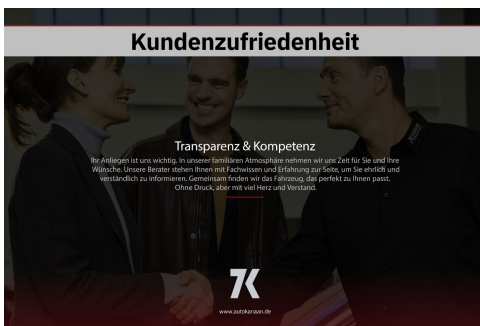 Kundenzufriedenheit
Transparenz & Kompetenz
Ihr Anliegen ist uns wichtig. In unserer familiären Atmosphäre nehmen wir uns Zeit für Sie und Ihre
Wünsche. Unsere Berater stehen Ihnen mit Fachwissen und Erfahrung zur Seite, um Sie ehrlich und
verständlich zu informieren. Gemeinsam finden wir das Fahrzeug, das perfekt zu Ihnen passt.
Ohne Druck, aber mit viel Herz und Verstand.
www.autokanaan.de